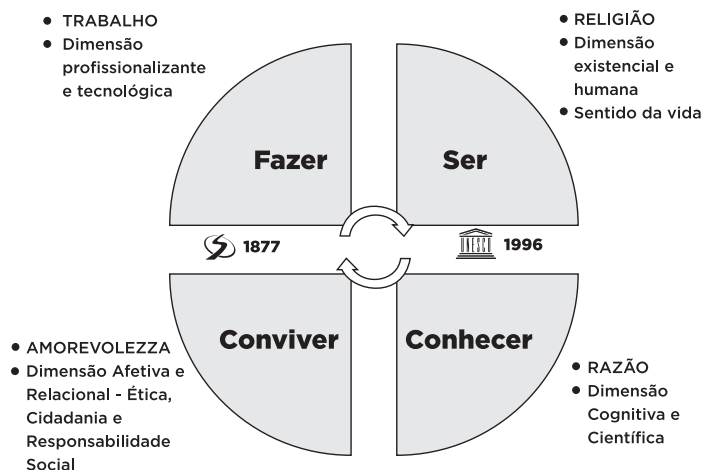 • TRABALHO
• Dimensão
profissionalizante
e tecnológica
• RELIGIÃO
• Dimensão
existencial e
humana
• Sentido da vida
Fazer
Ser
1877
UNESCO
1996
Conviver
Conhecer
• AMOREVOLEZZA
• Dimensão Afetiva e
Relacional - Ética,
Cidadania e
Responsabilidade
Social
• RAZÃO
• Dimensão
Cognitiva e
Científica